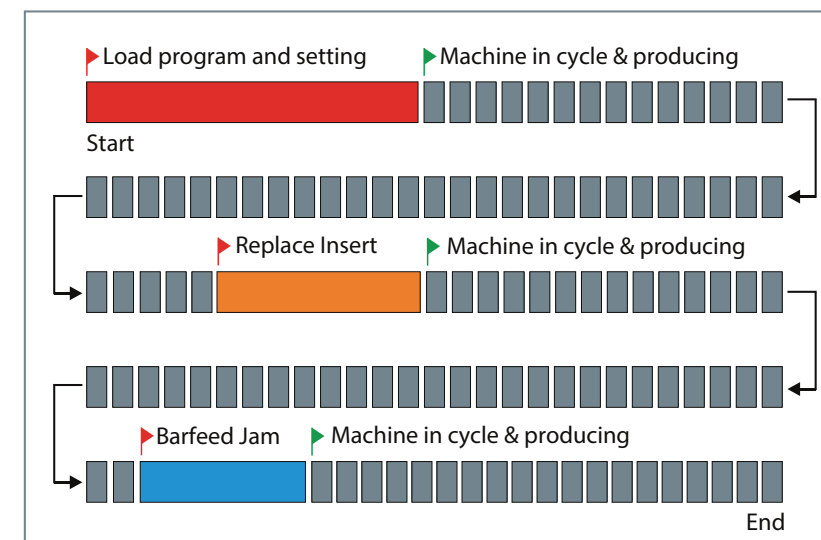 Load program and setting
Machine in cycle & producing
Start
Replace Insert
Machine in cycle & producing
Barfeed Jam
Machine in cycle & producing
End